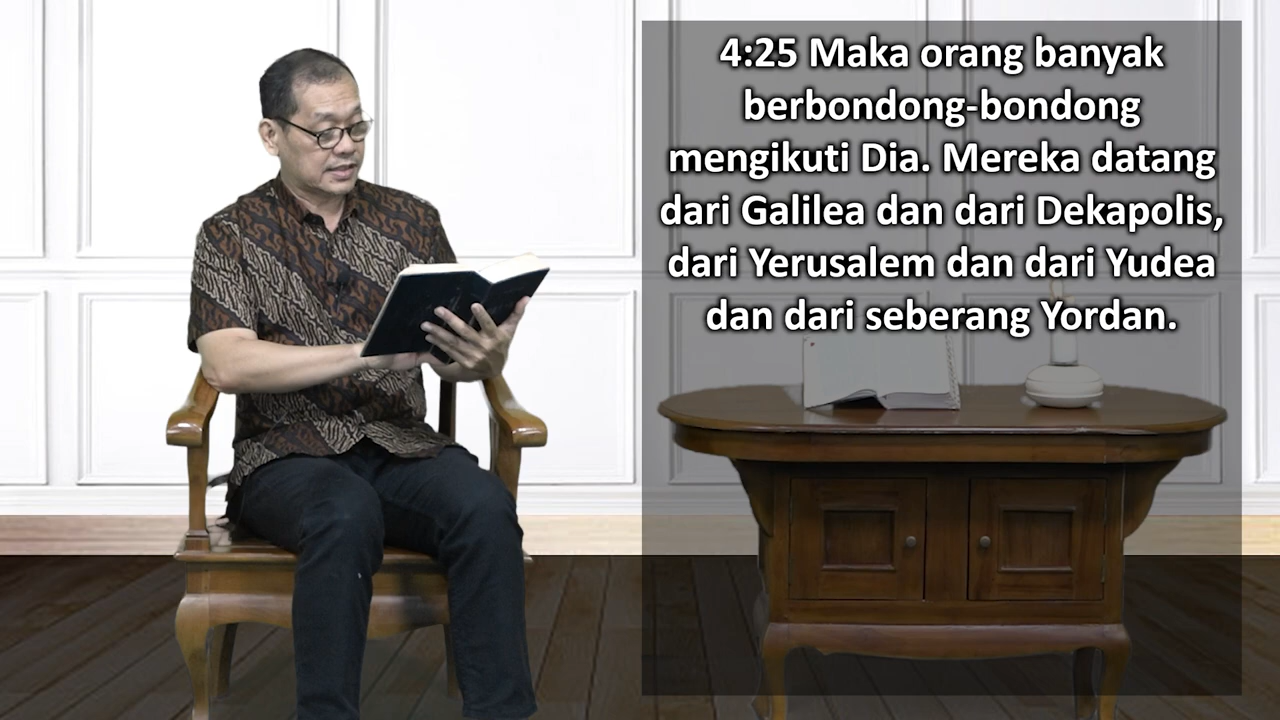 4:25 Maka orang banyak
berbondong-bondong
mengikuti Dia. Mereka datang
dari Galilea dan dari Dekapolis,
dari Yerusalem dan dari Yudea
dan dari seberang Yordan.